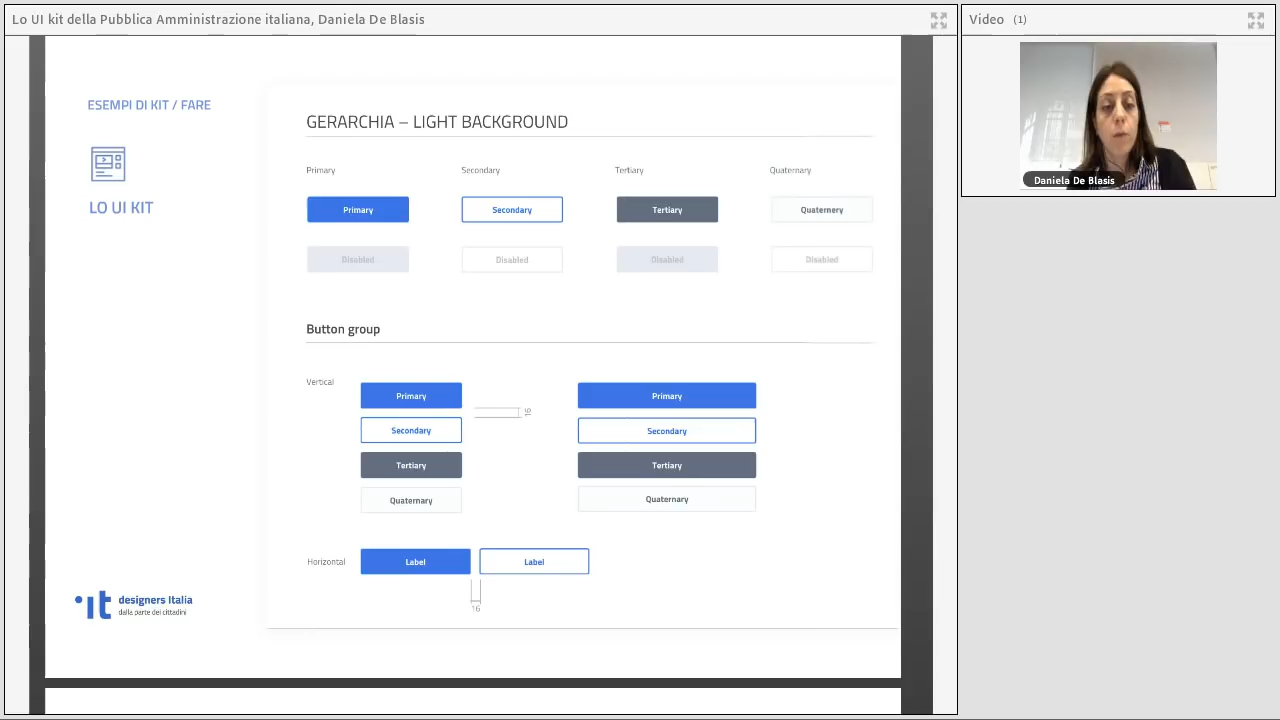 Lo UI kit della Pubblica Amministrazione italiana, Daniela De Blasis
Video (1)
Daniela De Blasis
ESEMPI DI KIT / FARE
LO UI KIT
GERARCHIA – LIGHT BACKGROUND
Primary Secondary Tertiary Quaternary
Primary Secondary Tertiary Quaternery
Disabled Disabled Disabled Disabled
Button group
Vertical
Primary Primary
16
Secondary Secondary
Tertiary Tertiary
Quaternary Quaternary
Horizontal Label Label
16
it designers Italia
dalla parte dei cittadini